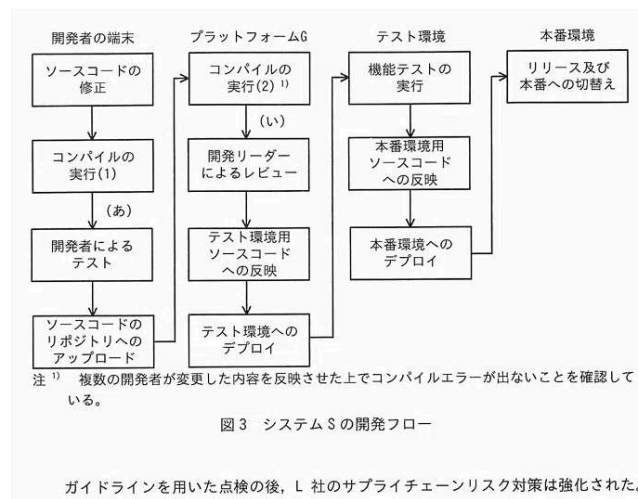 開発者の端末
ソースコードの
修正
コンパイルの
実行(1)
(あ)
開発者による
テスト
ソースコードの
リポジトリへの
アップロード
プラットフォームG
コンパイルの
実行(2) 1)
(い)
開発リーダー
によるレビュー
テスト環境用
ソースコード
への反映
テスト環境への
デプロイ
テスト環境
機能テストの
実行
本番環境用
ソースコード
への反映
本番環境への
デプロイ
本番環境
リリース及び
本番への切替え
注 1) 複数の開発者が変更した内容を反映させた上でコンパイルエラーが出ないことを確認して
いる。
図3 システムSの開発フロー
ガイドラインを用いた点検の後，L 社のサプライチェーンリスク対策は強化された。